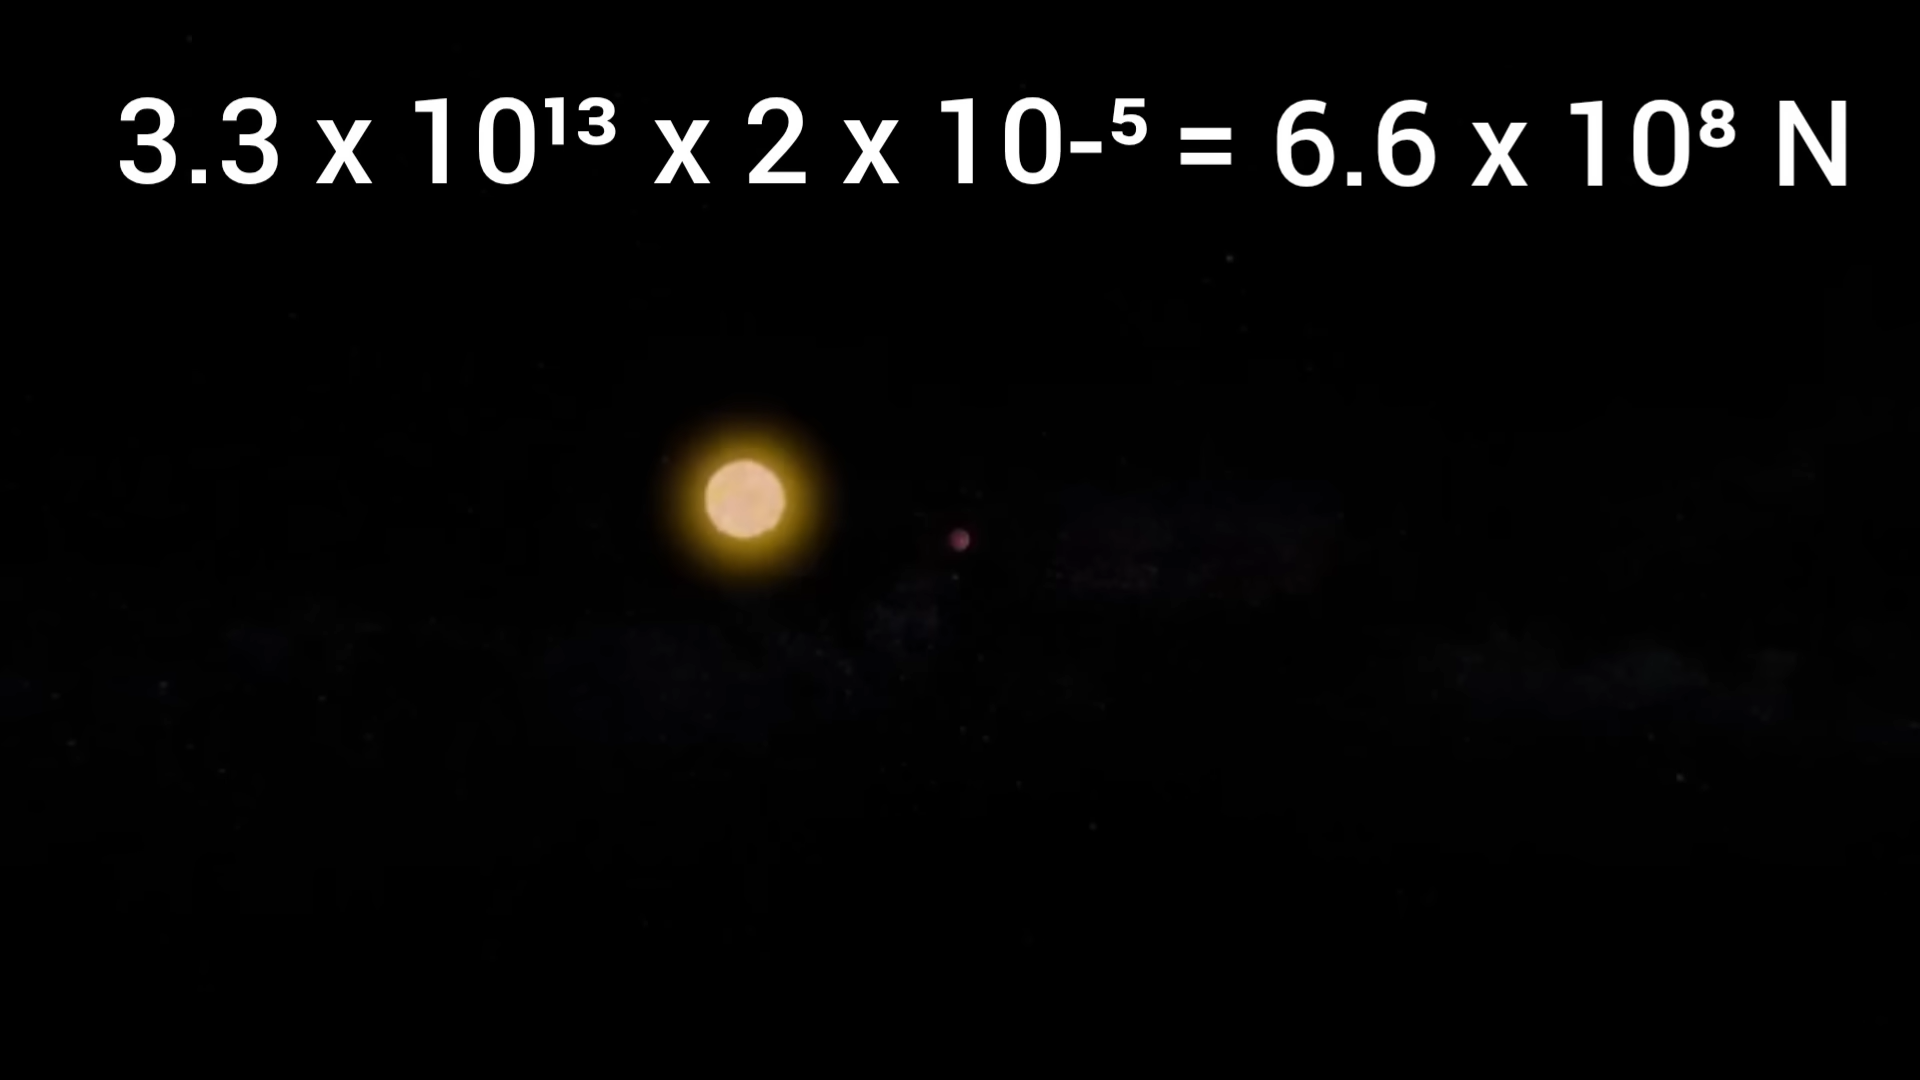 3.3 x 10¹³ x 2 x 10-⁵ = 6.6 x 10⁸ N